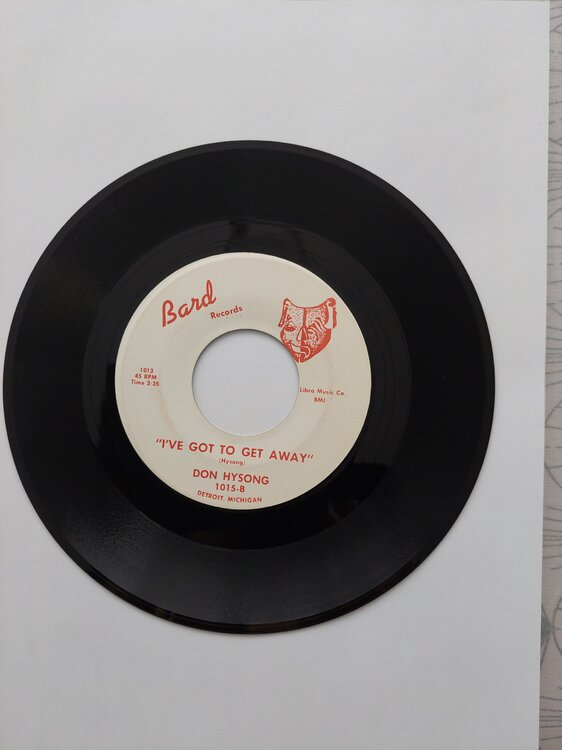 Bard
Records
1013
45 RPM
Time 2-35
Libra Music Co.
BMI
"I'VE GOT TO GET AWAY"
(Hysong)
DON HYSONG
1015-B
DETROIT, MICHIGAN